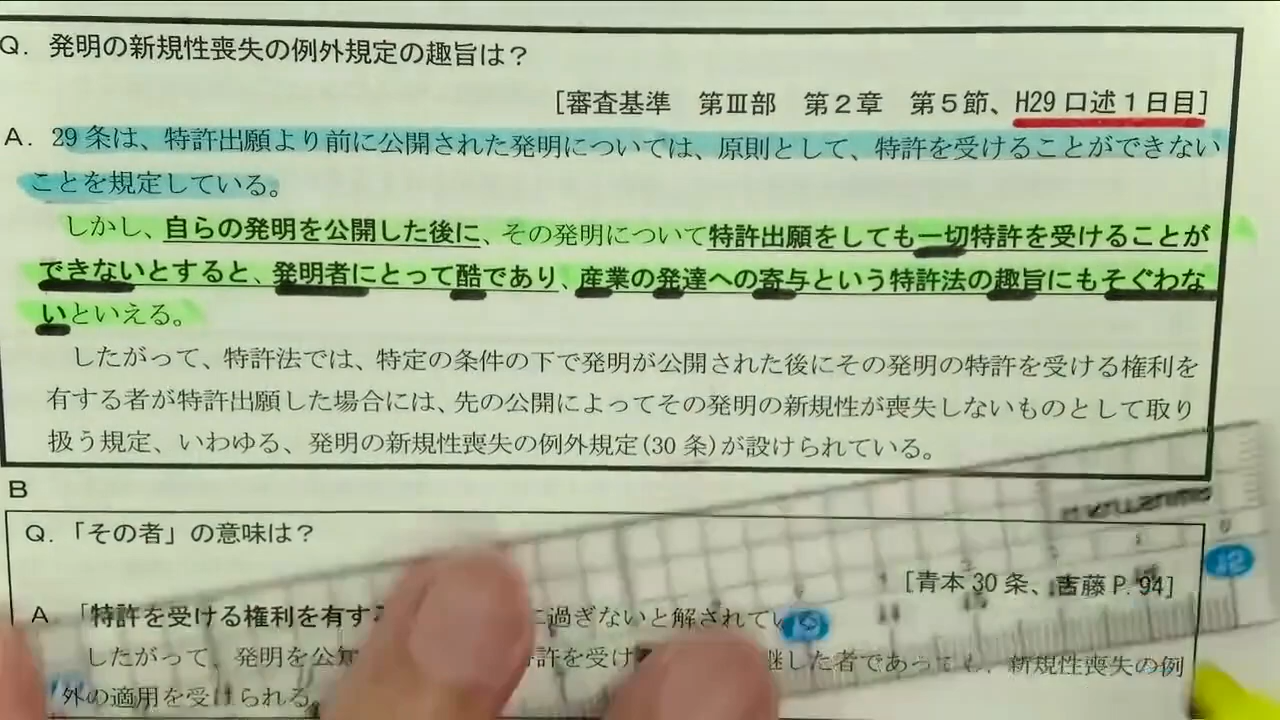 Q. 発明の新規性喪失の例外規定の趣旨は？
[審査基準　第Ⅲ部　第２章　第５節、H29 口述１日目]
A. 29 条は、特許出願より前に公開された発明については、原則として、特許を受けることができない
ことを規定している。
しかし、自らの発明を公開した後に、その発明について特許出願をしても一切特許を受けることが
できないとすると、発明者にとって酷であり、産業の発達への寄与という特許法の趣旨にもそぐわな
いといえる。
したがって、特許法では、特定の条件の下で発明が公開された後にその発明の特許を受ける権利を
有する者が特許出願した場合には、先の公開によってその発明の新規性が喪失しないものとして取り
扱う規定、いわゆる、発明の新規性喪失の例外規定(30 条)が設けられている。
B
Q. 「その者」の意味は？
[青本 30 条、吉藤 P. 94]
A 「特許を受ける権利を有す に過ぎないと解されてい
したがって、発明を公知 許を受け 継した者であっても、新規性喪失の例
外の適用を受けられる。